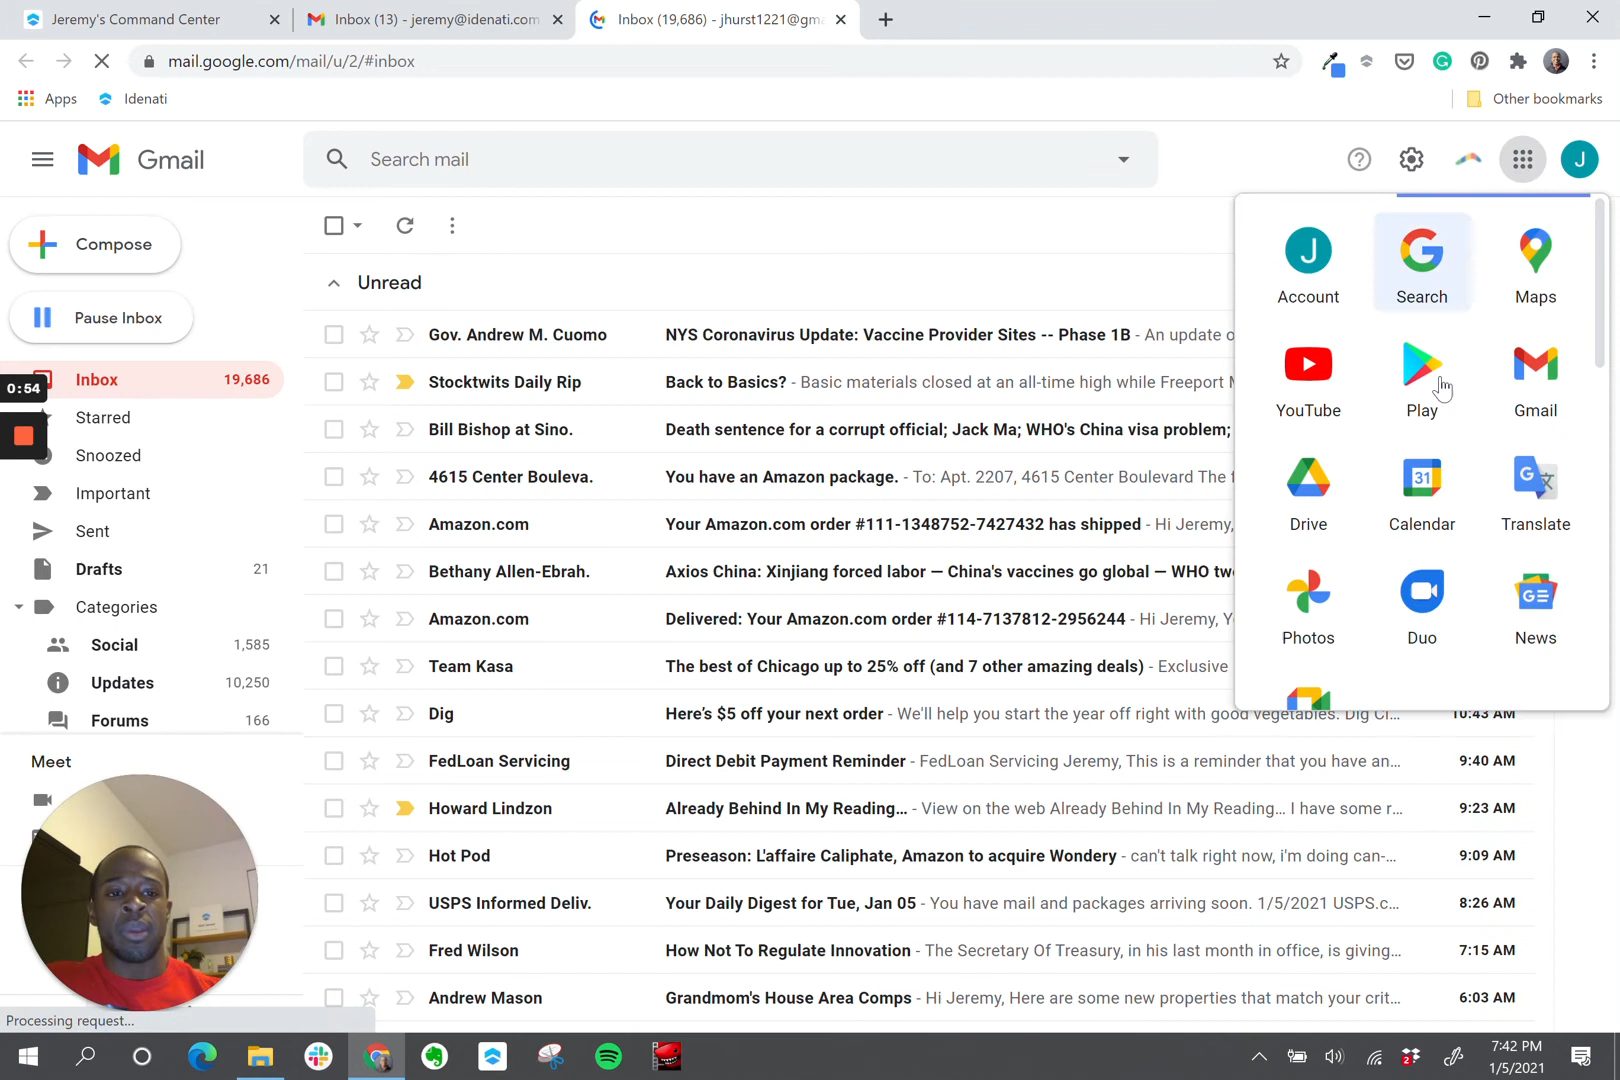 Jeremy's Command Center
Inbox (13) - jeremy@idenati.com
Inbox (19,686) - jhurst1221@gma
mail.google.com/mail/u/2/#inbox
Apps
Idenati
Other bookmarks
Gmail
Search mail
J
Compose
Pause Inbox
Inbox 19,686
0:54
Starred
Snoozed
Important
Sent
Drafts 21
Categories
Social 1,585
Updates 10,250
Forums 166
Meet
Unread
Gov. Andrew M. Cuomo NYS Coronavirus Update: Vaccine Provider Sites -- Phase 1B - An update o
Stocktwits Daily Rip Back to Basics? - Basic materials closed at an all-time high while Freeport
Bill Bishop at Sino. Death sentence for a corrupt official; Jack Ma; WHO's China visa problem;
4615 Center Bouleva. You have an Amazon package. - To: Apt. 2207, 4615 Center Boulevard The f
Amazon.com Your Amazon.com order #111-1348752-7427432 has shipped - Hi Jeremy,
Bethany Allen-Ebrah. Axios China: Xinjiang forced labor — China's vaccines go global — WHO tw
Amazon.com Delivered: Your Amazon.com order #114-7137812-2956244 - Hi Jeremy, Y
Team Kasa The best of Chicago up to 25% off (and 7 other amazing deals) - Exclusive
Dig Here's $5 off your next order - We'll help you start the year off right with good vegetables. Dig Ci... 10:43 AM
FedLoan Servicing Direct Debit Payment Reminder - FedLoan Servicing Jeremy, This is a reminder that you have an... 9:40 AM
Howard Lindzon Already Behind In My Reading... - View on the web Already Behind In My Reading... I have some r... 9:23 AM
Hot Pod Preseason: L'affaire Caliphate, Amazon to acquire Wondery - can't talk right now, i'm doing can-... 9:09 AM
USPS Informed Deliv. Your Daily Digest for Tue, Jan 05 - You have mail and packages arriving soon. 1/5/2021 USPS.c... 8:26 AM
Fred Wilson How Not To Regulate Innovation - The Secretary Of Treasury, in his last month in office, is giving... 7:15 AM
Andrew Mason Grandmom's House Area Comps - Hi Jeremy, Here are some new properties that match your crit... 6:03 AM
J
Account Search Maps
YouTube Play Gmail
31
Drive Calendar Translate
Photos Duo News
Processing request...
7:42 PM
1/5/2021